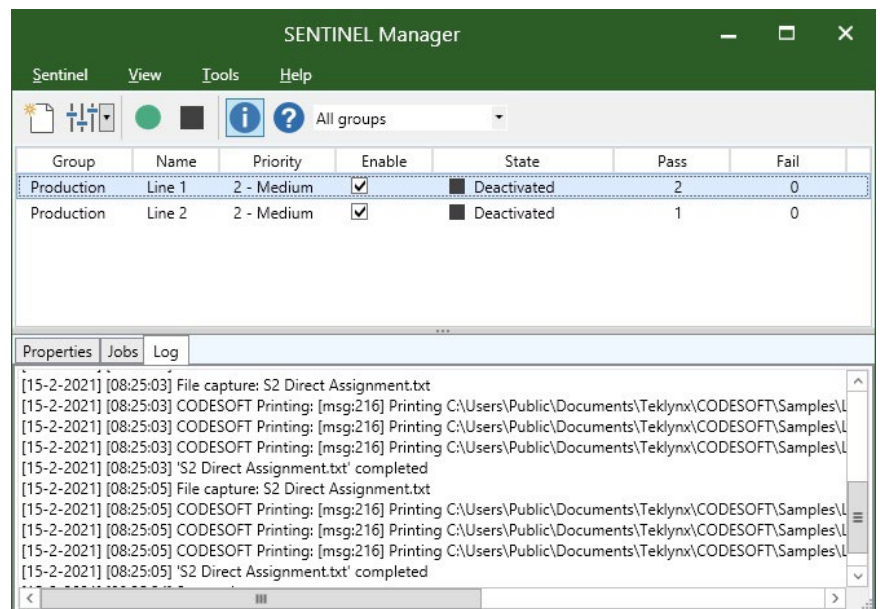 SENTINEL Manager
Sentinel View Tools Help
All groups
Group Name Priority Enable State Pass Fail
Production Line 1 2 - Medium Deactivated 2 0
Production Line 2 2 - Medium Deactivated 1 0
Properties Jobs Log
[15-2-2021] [08:25:03] File capture: S2 Direct Assignment.txt
[15-2-2021] [08:25:03] CODESOFT Printing: [msg:216] Printing C:\Users\Public\Documents\Teklynx\CODESOFT\Samples\L
[15-2-2021] [08:25:03] CODESOFT Printing: [msg:216] Printing C:\Users\Public\Documents\Teklynx\CODESOFT\Samples\L
[15-2-2021] [08:25:03] CODESOFT Printing: [msg:216] Printing C:\Users\Public\Documents\Teklynx\CODESOFT\Samples\L
[15-2-2021] [08:25:03] 'S2 Direct Assignment.txt' completed
[15-2-2021] [08:25:05] File capture: S2 Direct Assignment.txt
[15-2-2021] [08:25:05] CODESOFT Printing: [msg:216] Printing C:\Users\Public\Documents\Teklynx\CODESOFT\Samples\L
[15-2-2021] [08:25:05] CODESOFT Printing: [msg:216] Printing C:\Users\Public\Documents\Teklynx\CODESOFT\Samples\L
[15-2-2021] [08:25:05] CODESOFT Printing: [msg:216] Printing C:\Users\Public\Documents\Teklynx\CODESOFT\Samples\L
[15-2-2021] [08:25:05] 'S2 Direct Assignment.txt' completed